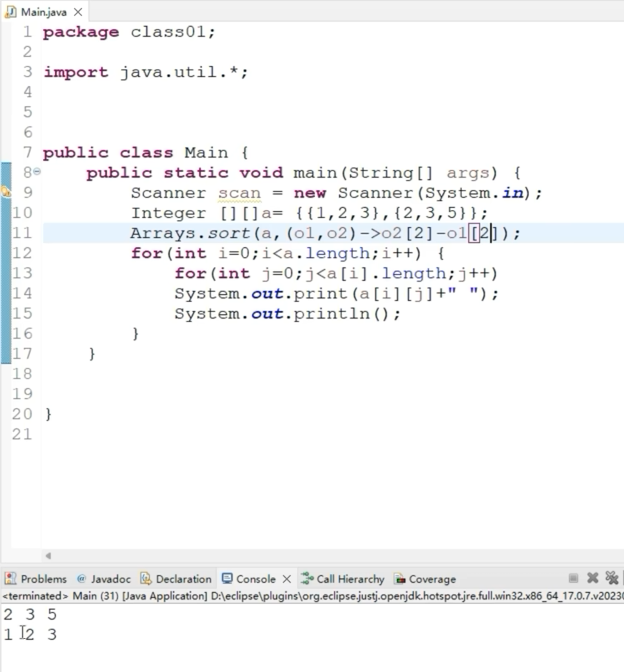 Main.java
1 package class01;
2
3 import java.util.*;
4
5
6
7 public class Main {
8 public static void main(String[] args) {
9 Scanner scan = new Scanner(System.in);
10 Integer [][]a= {{1,2,3},{2,3,5}};
11 Arrays.sort(a,(o1,o2)->o2[2]-o1[2]);
12 for(int i=0;i<a.length;i++) {
13 for(int j=0;j<a[i].length;j++)
14 System.out.print(a[i][j]+" ");
15 System.out.println();
16 }
17 }
18
19
20 }
21
Problems Javadoc Declaration Console Call Hierarchy Coverage
<terminated> Main (31) [Java Application] D:\eclipse\plugins\org.eclipse.justj.openjdk.hotspot.jre.full.win32.x86_64_17.0.7.v2023
2 3 5
1 2 3